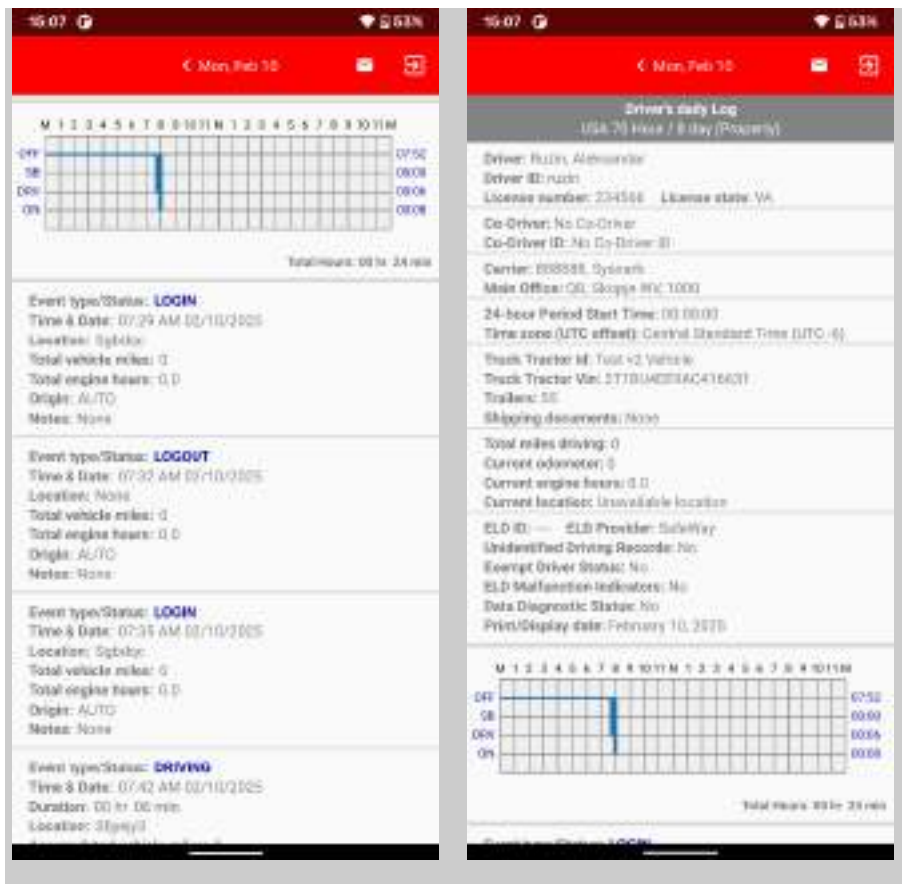 15:07
53%
< Mon, Feb 10
M 1 2 3 4 5 6 7 8 9 10 11 N 1 2 3 4 5 6 7 8 9 10 11 M
OFF 07:52
SB 00:00
DRV 00:06
ON 00:08
Event type/Status: LOGIN
Time & Date: 07:29 AM 02/10/2025
Location:
Total vehicle miles: 0
Total engine hours: 0.0
Origin: AUTO
Notes: None
Event type/Status: LOGOUT
Time & Date: 07:32 AM 02/10/2025
Location: None
Total vehicle miles: 0
Total engine hours: 0.0
Origin: AUTO
Notes: None
Event type/Status: LOGIN
Time & Date: 07:35 AM 02/10/2025
Location:
Total vehicle miles: 0
Total engine hours: 0.0
Origin: AUTO
Notes: None
Event type/Status: DRIVING
Time & Date: 07:42 AM 02/10/2025
Duration: 00 hr 06 min
Location:
15:07
53%
< Mon, Feb 10
Driver's daily Log
USA 70 Hour / 8 day (Property)
Driver: Aleksandar
Driver ID:
License number: License state: VA
Co-Driver: No Co-Driver
Co-Driver ID: No Co-Driver ID
Carrier:
Main Office: Skopje 1000
24-hour Period Start Time: 00:00:00
Time zone (UTC offset): Central Standard Time (UTC -6)
Truck Tractor Id: Test v2 Vehicle
Truck Tractor Vin:
Trailers:
Shipping documents: None
Total miles driving: 0
Current odometer: 0
Current engine hours: 0.0
Current location: Unavailable location
ELD ID: --- ELD Provider: SafeWay
Unidentified Driving Records: No
Exempt Driver Status: No
ELD Malfunction Indicators: No
Data Diagnostic Status: No
Print/Display date: February 10, 2025
M 1 2 3 4 5 6 7 8 9 10 11 N 1 2 3 4 5 6 7 8 9 10 11 M
OFF 07:52
SB 00:00
DRV 00:06
ON 00:08